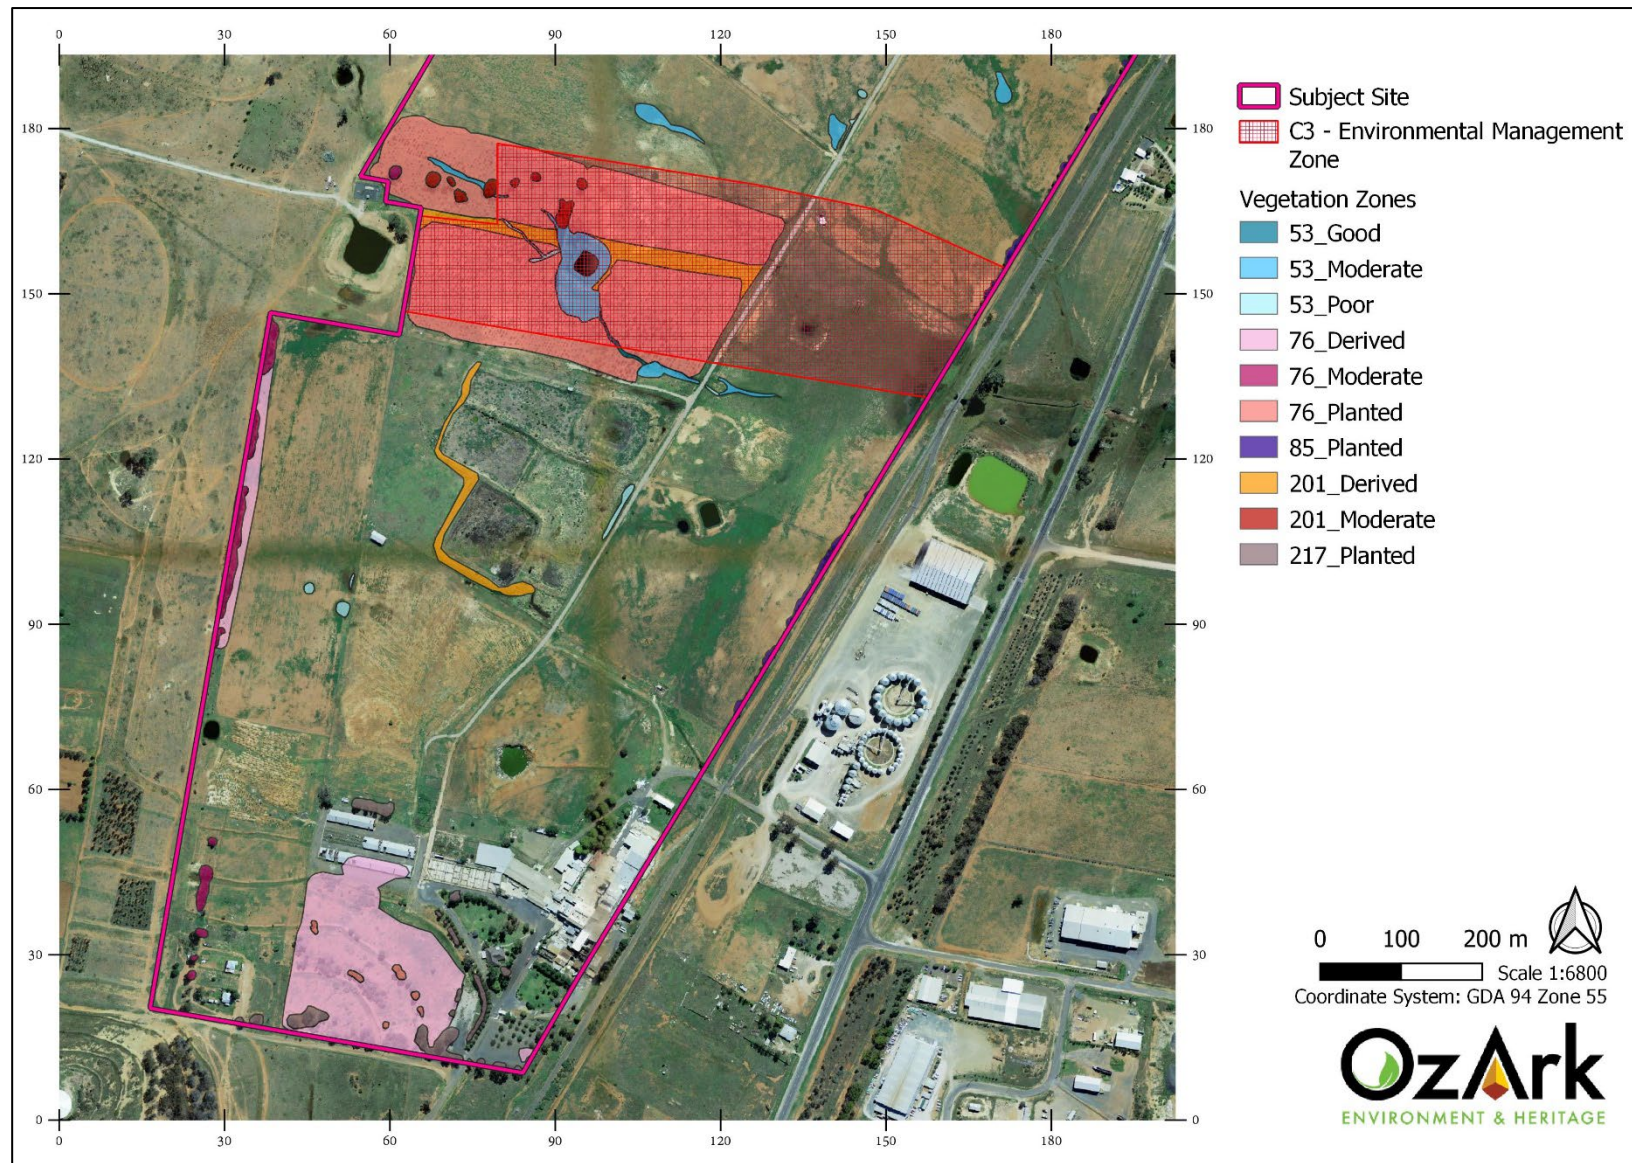 0 30 60 90 120 150 180
180 180
150 150
120 120
90 90
60 60
30 30
0 0
0 30 60 90 120 150 180
Subject Site
C3 - Environmental Management
Zone
Vegetation Zones
53_Good
53_Moderate
53_Poor
76_Derived
76_Moderate
76_Planted
85_Planted
201_Derived
201_Moderate
217_Planted
0 100 200 m
Scale 1:6800
Coordinate System: GDA 94 Zone 55
OzArk
ENVIRONMENT & HERITAGE